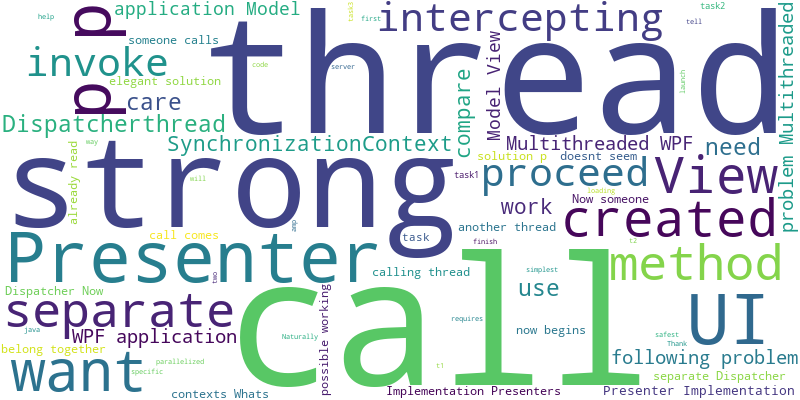 help
application Model
p
task3
first
intercepting
tell
task2
someone calls
thread
invoke
code
server
elegant solution
p
care
compare
Model View
launch
problem Multithreaded
Dispatcherthread
SynchronizationContext
Multithreaded WPF
need
way
already read
strong
solution p
doesnt seem
task1
proceed
View
will
loading
Now someone
work
created
amp
another thread
call comes
task
finish
t2
Presenter
call
method
two
calling thread
simplest
Dispatcher Now
possible working
use
UI
separate
java
WPF application
Naturally
requires
now begins
safest
Thank
belong together
want
parallelized
specific
t1
following problem
separate Dispatcher
contexts Whats
Implementation Presenters
Presenter Implementation